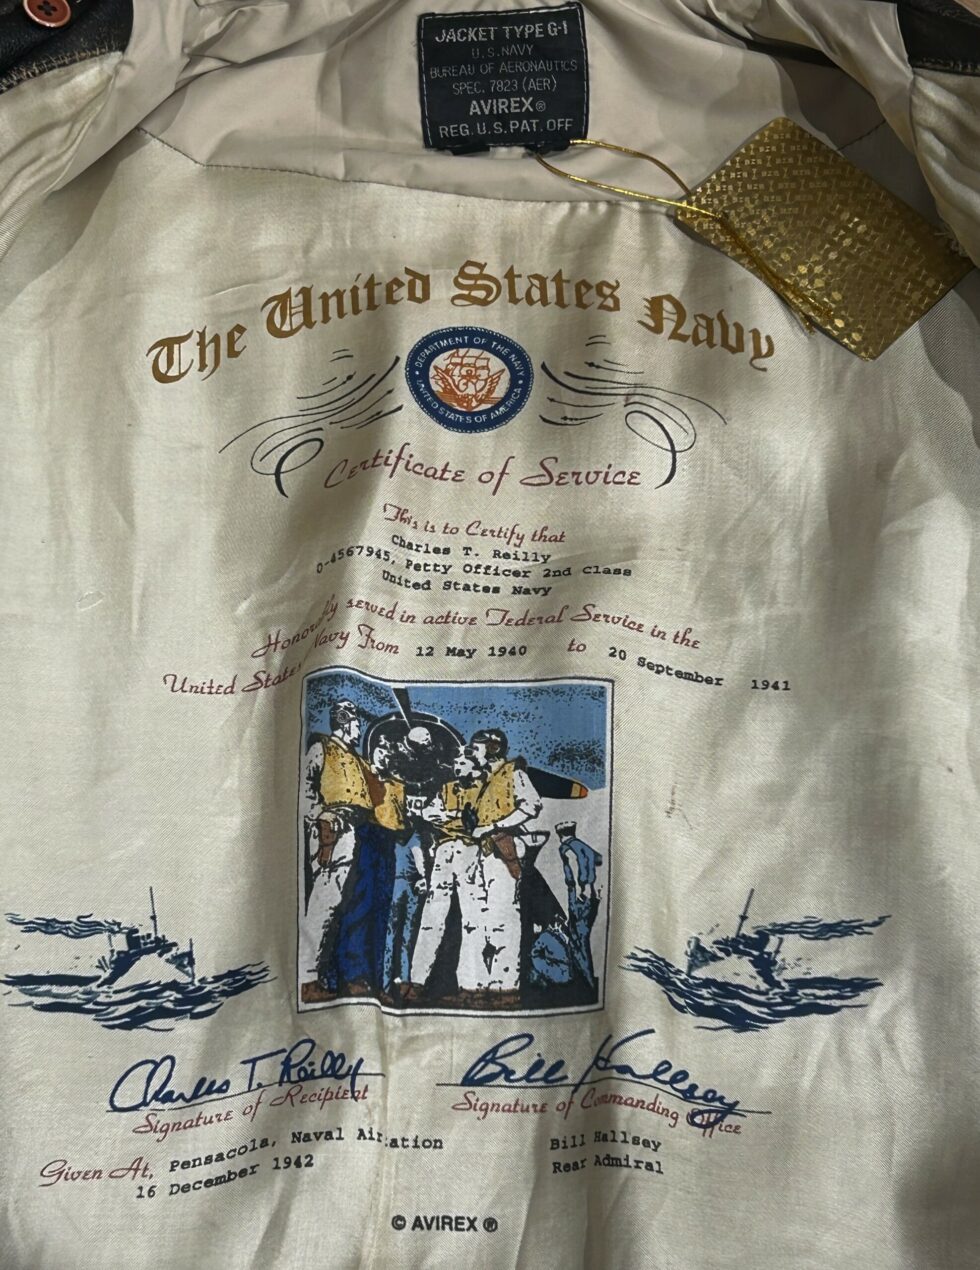 JACKET TYPE G-1
U.S. NAVY
BUREAU OF AERONAUTICS
SPEC. 7823 (AER)
AVIREX®
REG. U.S. PAT. OFF
The United States Navy
DEPARTMENT OF THE NAVY
UNITED STATES OF AMERICA
Certificate of Service
This is to Certify that
Charles T. Reilly
0-4567945, Petty Officer 2nd Class
United States Navy
Honorably served in active Federal Service in the
United States Navy From 12 May 1940 to 20 September 1941
Charles T. Reilly
Signature of Recipient
Bill Hallsey
Signature of Commanding Office
Given At, Pensacola, Naval Air ation
16 December 1942
Bill Hallsey
Rear Admiral
© AVIREX ®